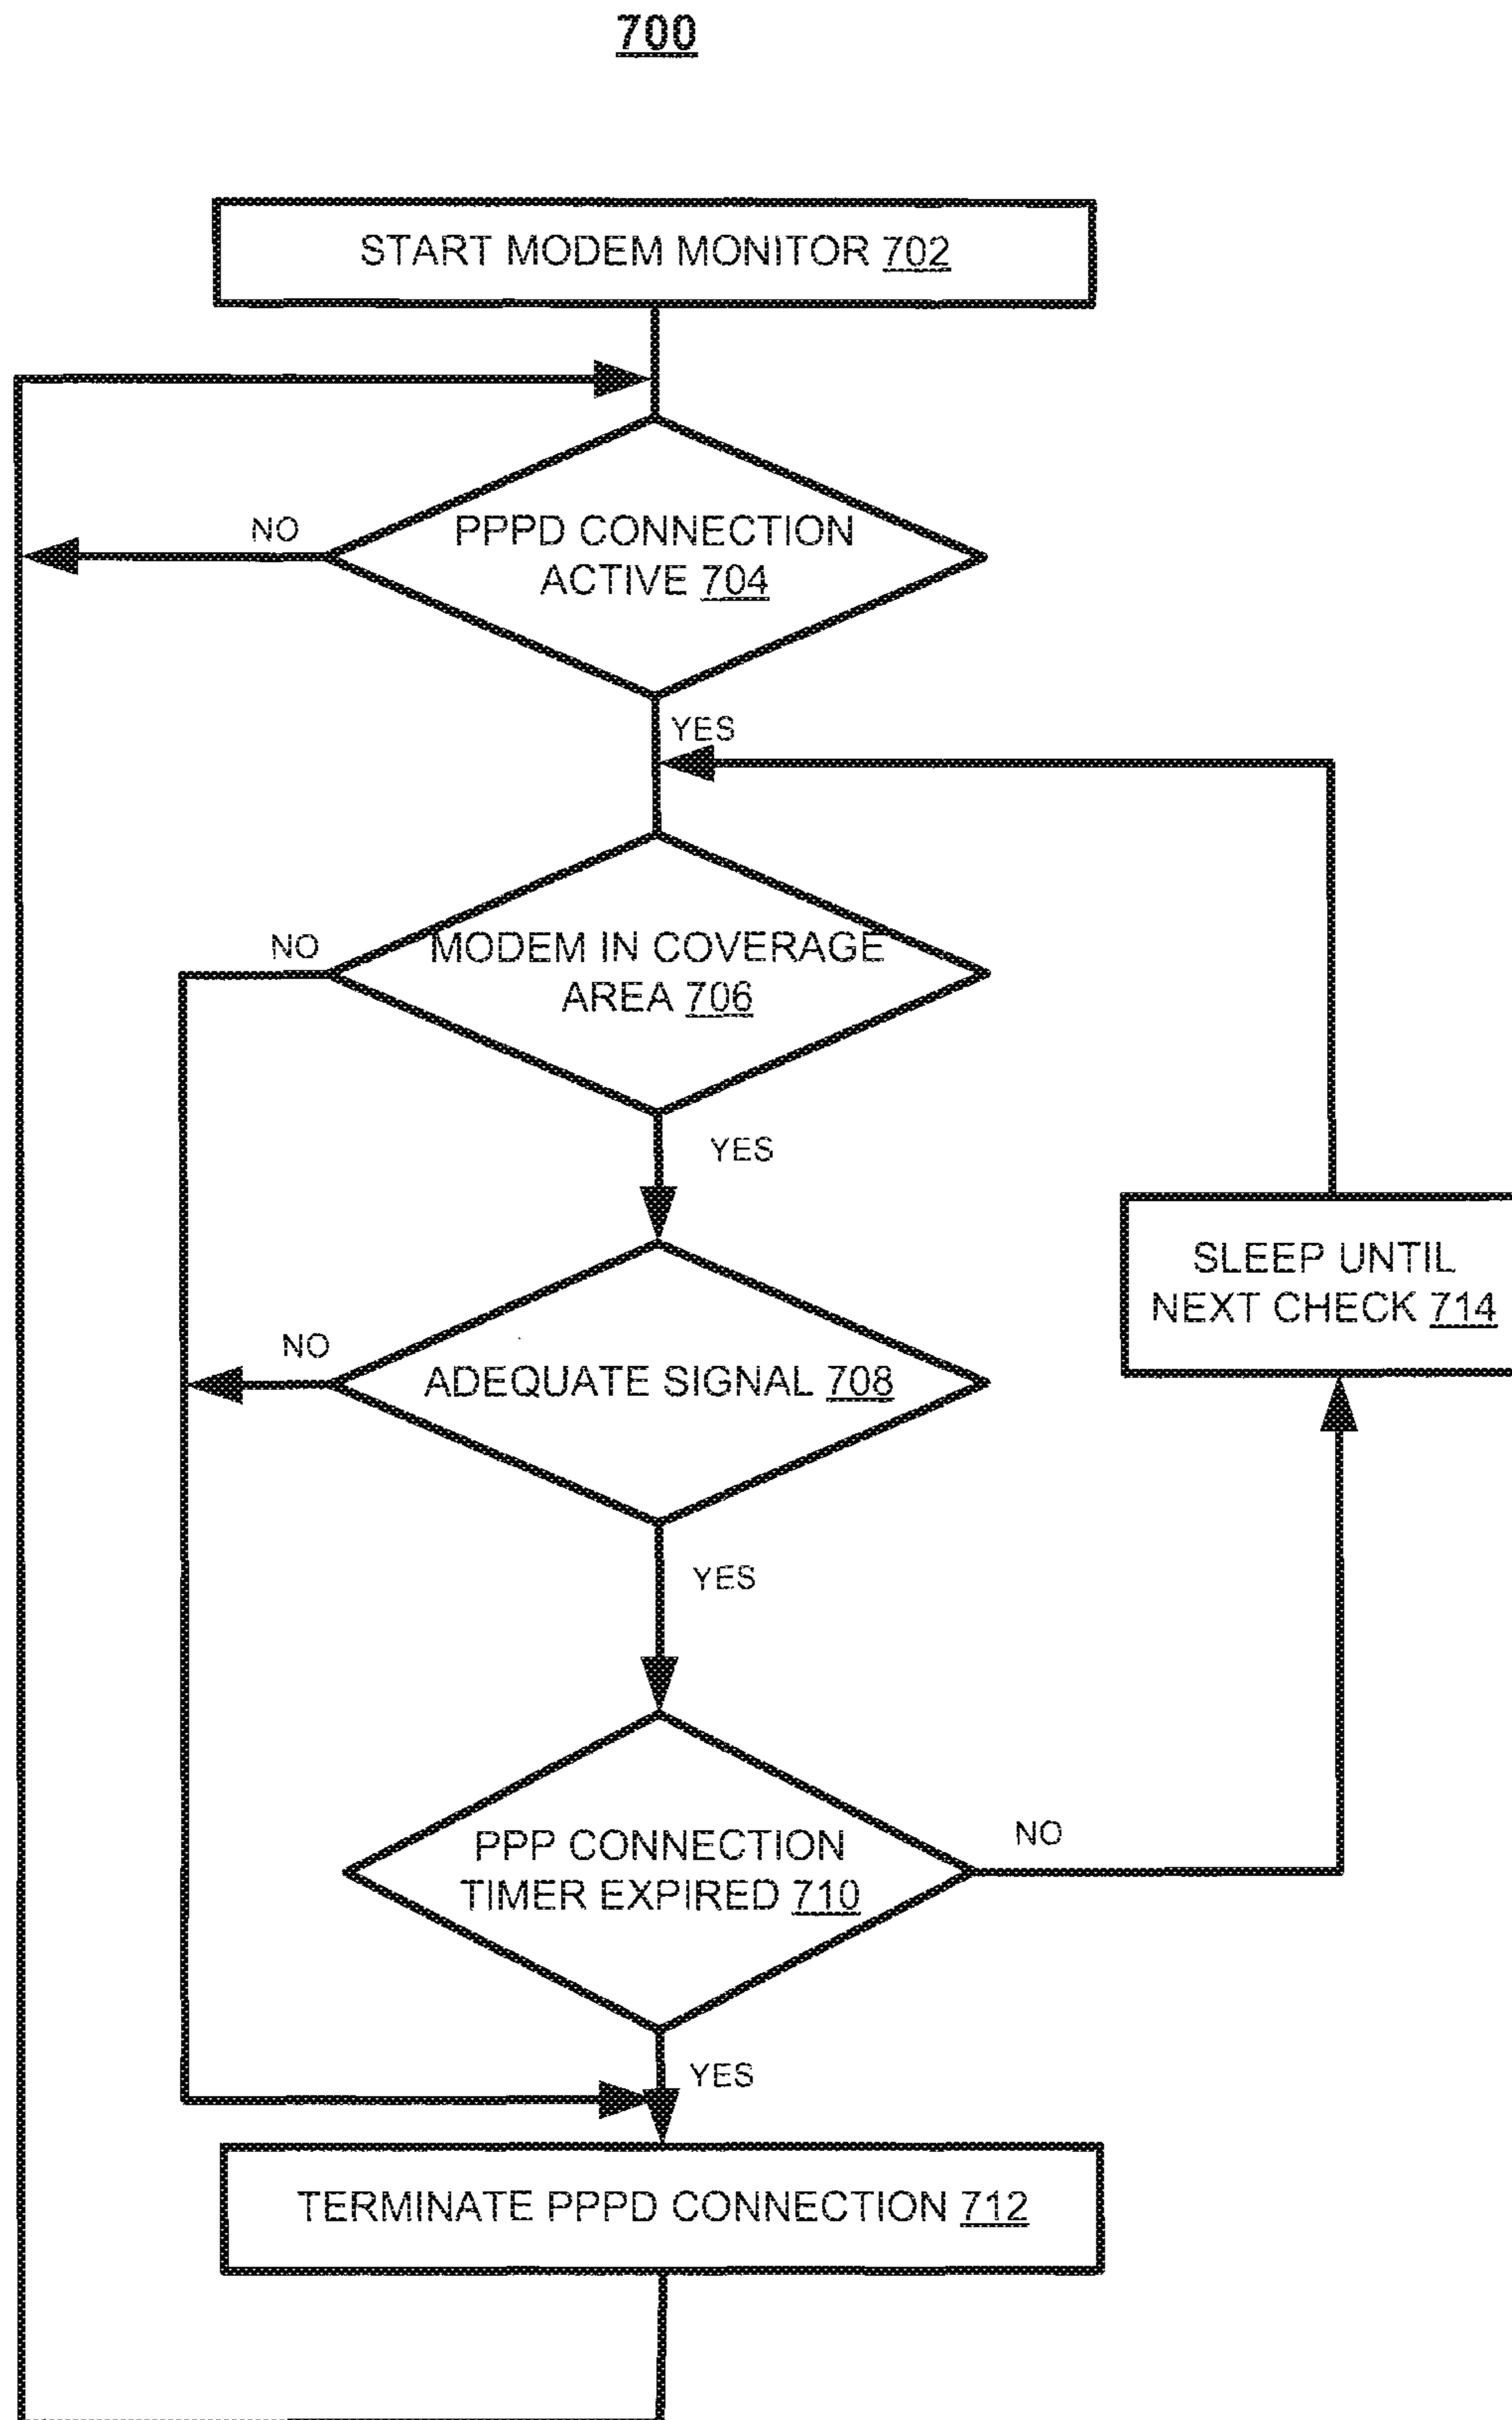 700
START MODEM MONITOR 702
NO
PPPD CONNECTION
ACTIVE 704
YES
NO
MODEM IN COVERAGE
AREA 706
YES
SLEEP UNTIL
NEXT CHECK 714
NO
ADEQUATE SIGNAL 708
YES
PPP CONNECTION
TIMER EXPIRED 710
NO
YES
TERMINATE PPPD CONNECTION 712